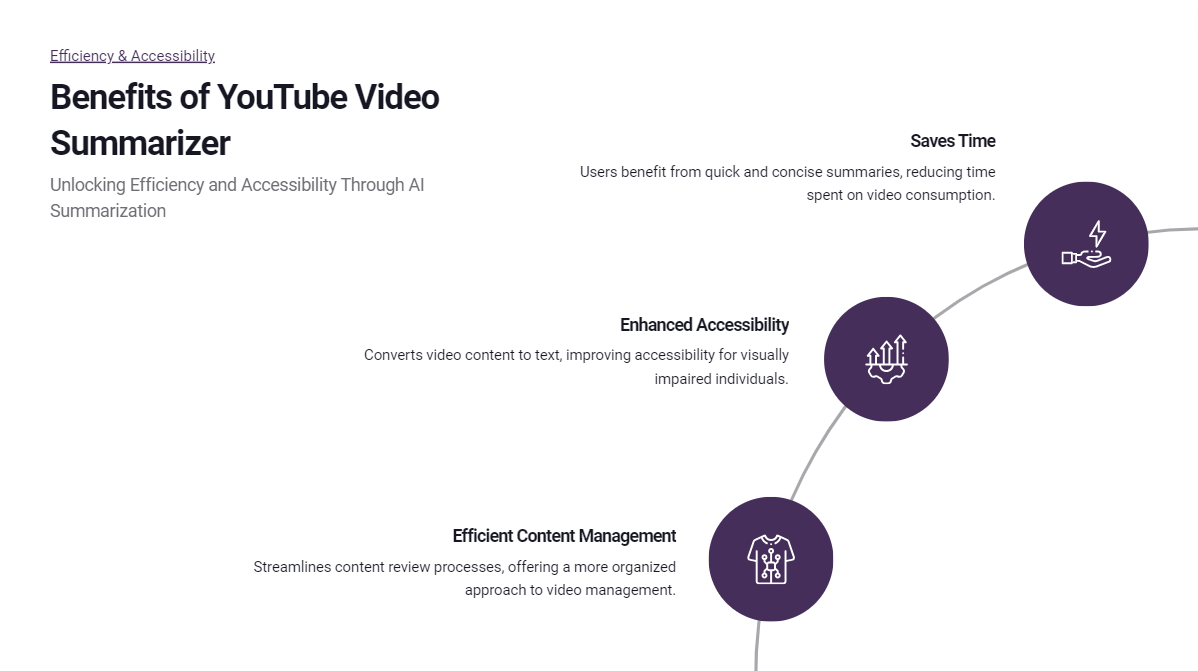 Efficiency & Accessibility
Benefits of YouTube Video
Summarizer
Unlocking Efficiency and Accessibility Through AI
Summarization
Saves Time
Users benefit from quick and concise summaries, reducing time
spent on video consumption.
Enhanced Accessibility
Converts video content to text, improving accessibility for visually
impaired individuals.
Efficient Content Management
Streamlines content review processes, offering a more organized
approach to video management.